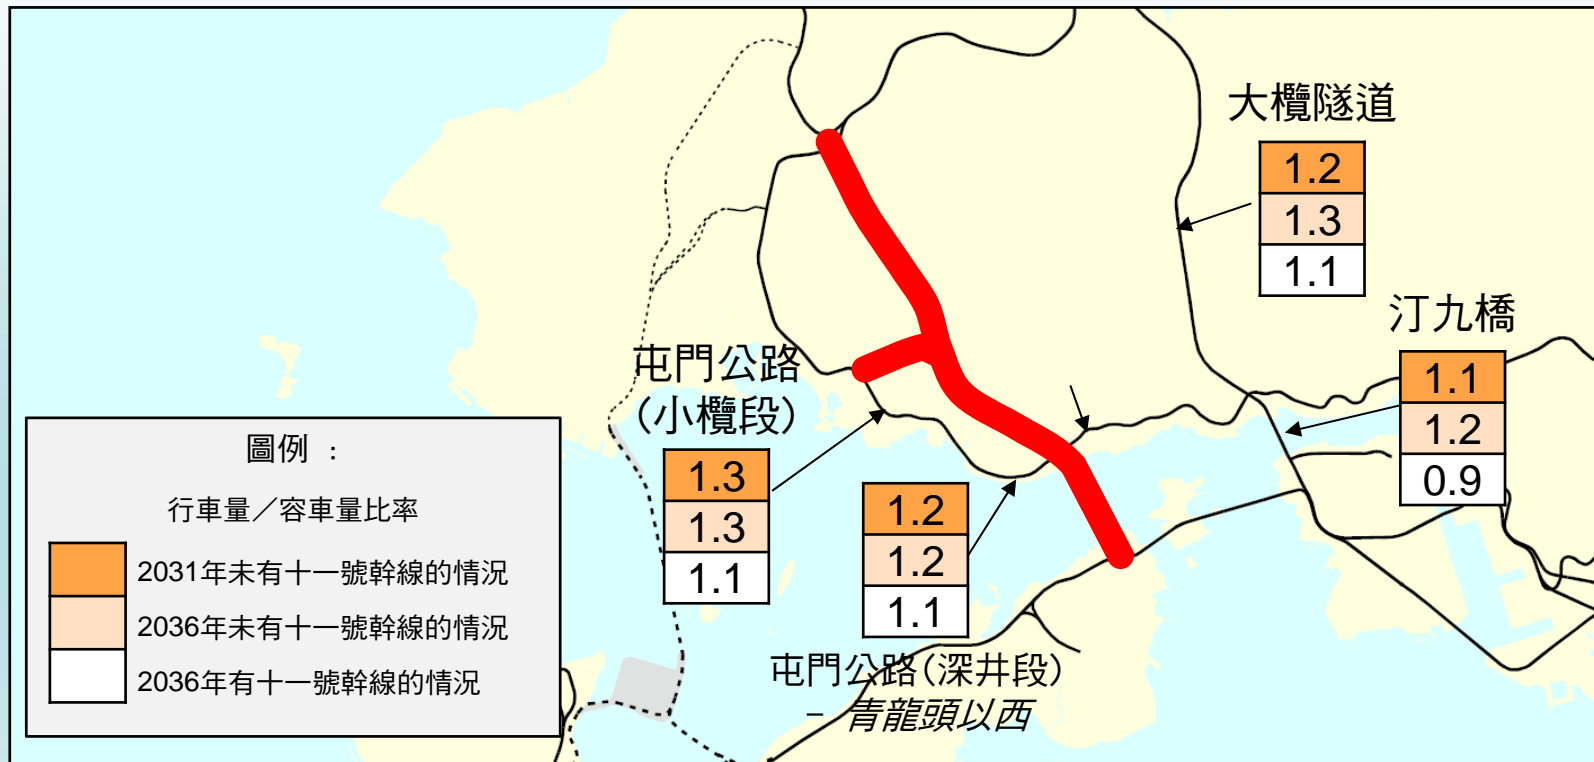 大欖隧道
1.2
1.3
1.1
汀九橋
1.1
1.2
0.9
屯門公路
(小欖段)
1.3
1.3
1.1
1.2
1.2
1.1
屯門公路(深井段)
– 青龍頭以西
圖例 :
行車量／容車量比率
2031年未有十一號幹線的情況
2036年未有十一號幹線的情況
2036年有十一號幹線的情況